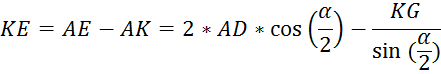 KE = AE − AK = 2 * AD * cos (α/2) − KG / sin (α/2)